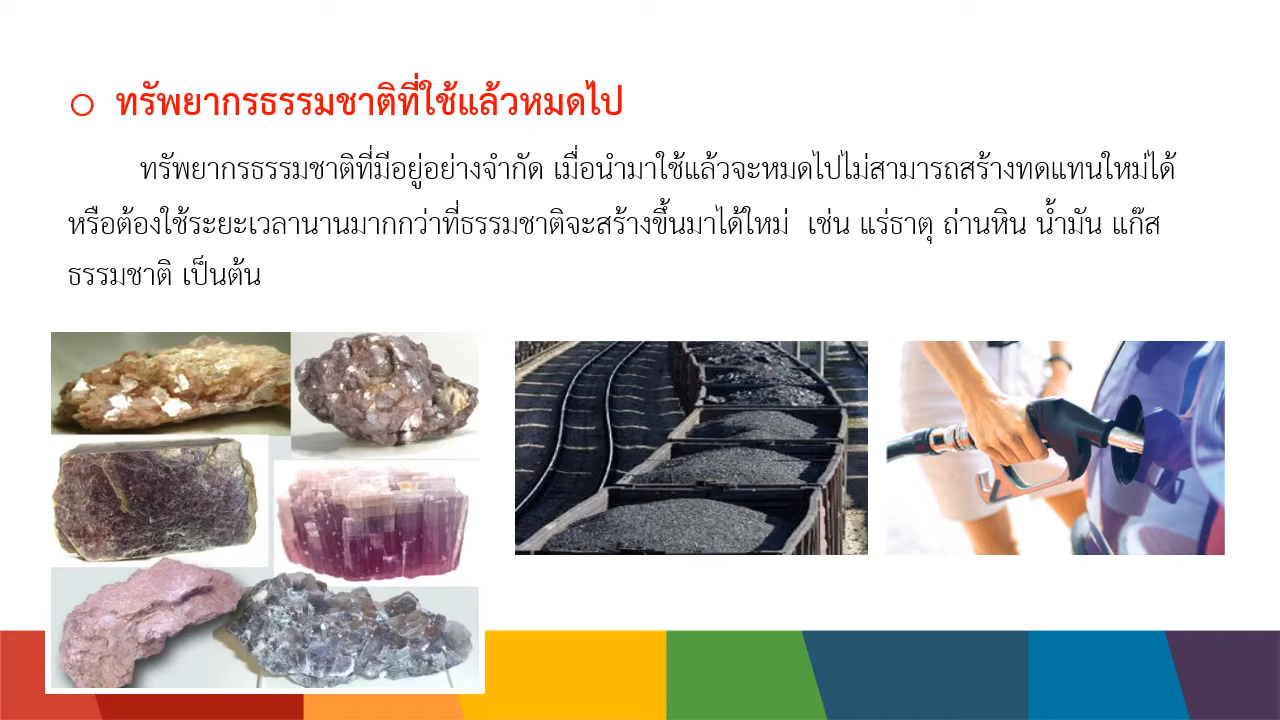 ทรัพยากรธรรมชาติที่ใช้แล้วหมดไป
ทรัพยากรธรรมชาติที่มีอยู่อย่างจำกัด เมื่อนำมาใช้แล้วจะหมดไปไม่สามารถสร้างทดแทนใหม่ได้
หรือต้องใช้ระยะเวลานานมากกว่าที่ธรรมชาติจะสร้างขึ้นมาได้ใหม่ เช่น แร่ธาตุ ถ่านหิน น้ำมัน แก๊ส
ธรรมชาติ เป็นต้น